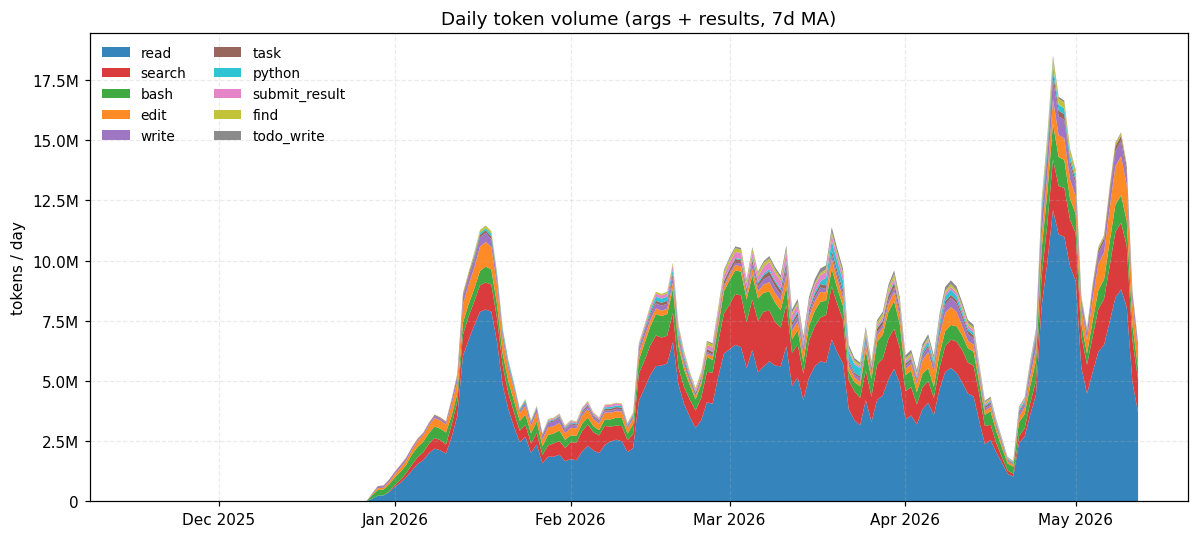 Daily token volume (args + results, 7d MA)
read
search
bash
edit
write
task
python
submit_result
find
todo_write
tokens / day
17.5M
15.0M
12.5M
10.0M
7.5M
5.0M
2.5M
0
Dec 2025
Jan 2026
Feb 2026
Mar 2026
Apr 2026
May 2026